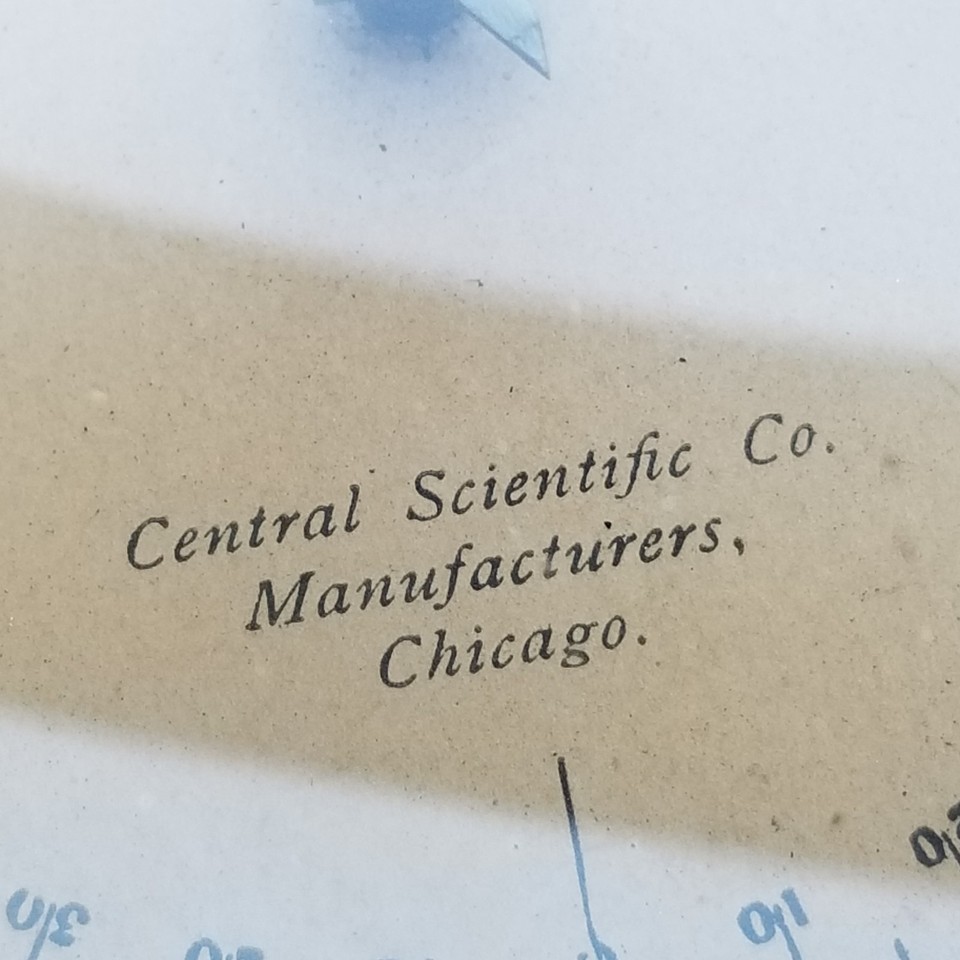 Central Scientific Co.
Manufacturers,
Chicago.